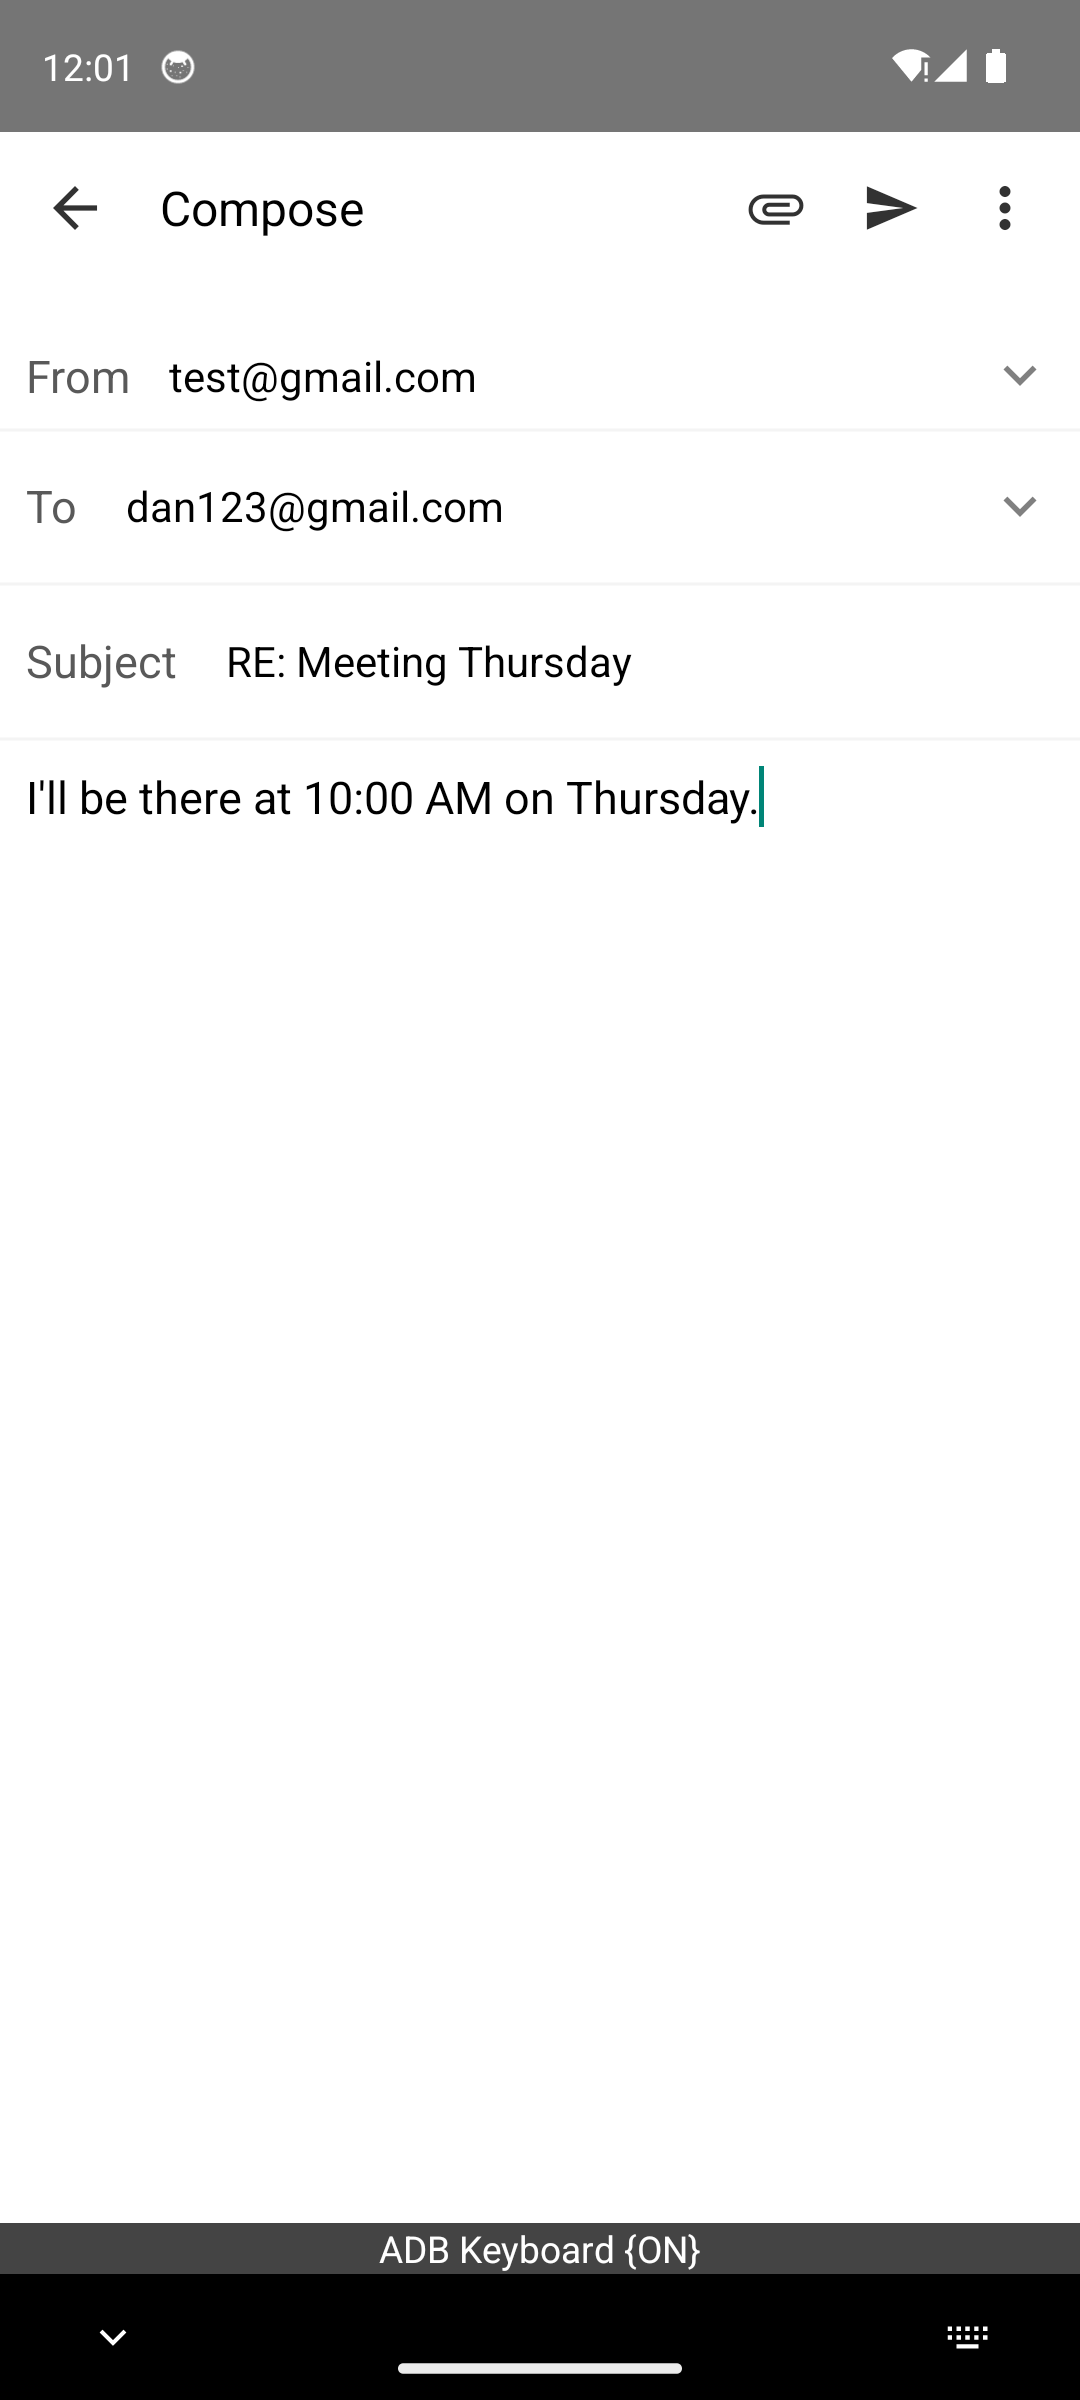 12:01
Compose
From test@gmail.com
To dan123@gmail.com
Subject RE: Meeting Thursday
I'll be there at 10:00 AM on Thursday.
ADB Keyboard {ON}